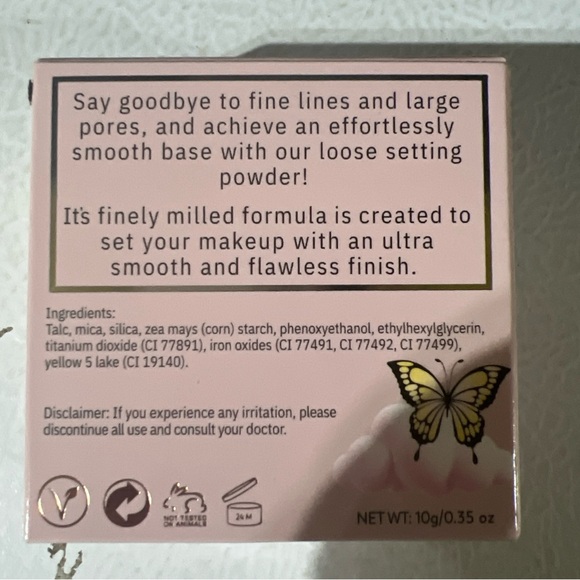 Say goodbye to fine lines and large
pores, and achieve an effortlessly
smooth base with our loose setting
powder!
It's finely milled formula is created to
set your makeup with an ultra
smooth and flawless finish.
Ingredients:
Talc, mica, silica, zea mays (corn) starch, phenoxyethanol, ethylhexylglycerin,
titanium dioxide (CI 77891), iron oxides (CI 77491, CI 77492, CI 77499),
yellow 5 lake (CI 19140).
Disclaimer: If you experience any irritation, please
discontinue all use and consult your doctor.
NOT TESTED
ON ANIMALS
24 M
NET WT: 10g/0.35 oz